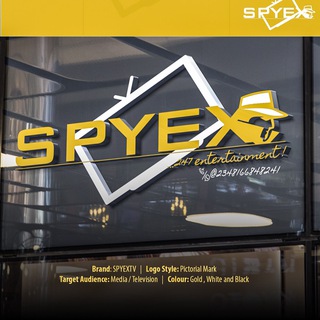 SPYEX
SPYEX
24/7 entertainment!
@2348166848241
Brand: SPYEXTV | Logo Style: Pictorial Mark
Target Audience: Media / Television | Colour: Gold , White and Black